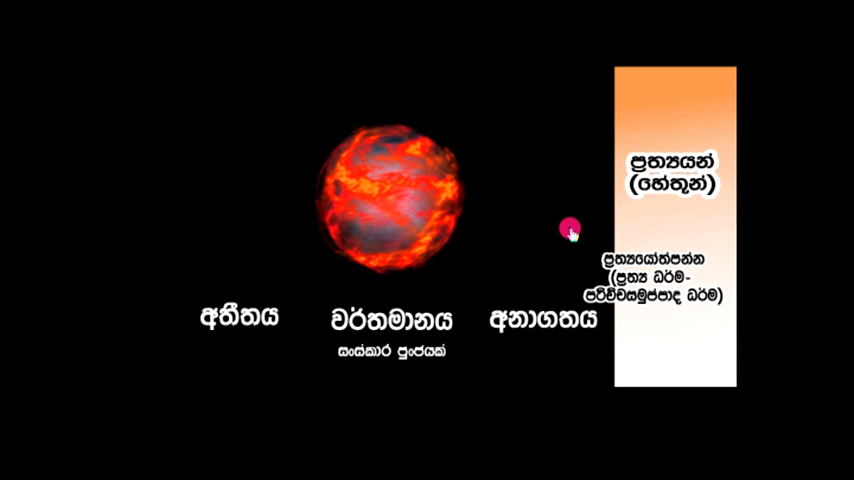 ප්‍රත්‍යයන්
(හේතූන්)
ප්‍රත්‍යයෝත්පන්න
(ප්‍රත්‍ය ධර්ම-
පටිච්චසමුප්පාද ධර්ම)
අතීතය වර්තමානය අනාගතය
සංස්කාර පුංජයක්